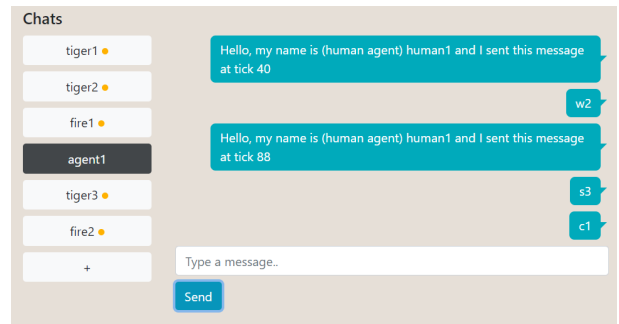 Chats
tiger1
tiger2
fire1
agent1
tiger3
fire2
+
Hello, my name is (human agent) human1 and I sent this message
at tick 40
w2
Hello, my name is (human agent) human1 and I sent this message
at tick 88
s3
c1
Type a message..
Send